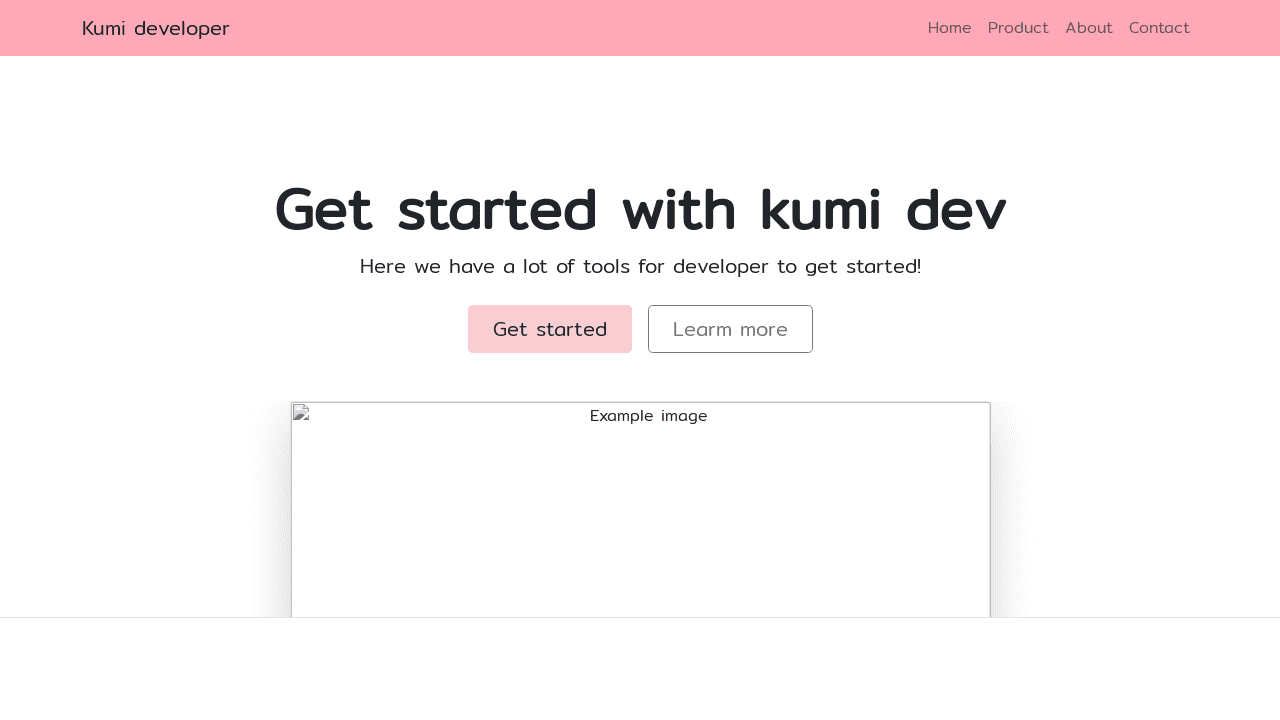 Kumi developer
Home Product About Contact
Get started with kumi dev
Here we have a lot of tools for developer to get started!
Get started
Learm more
Example image